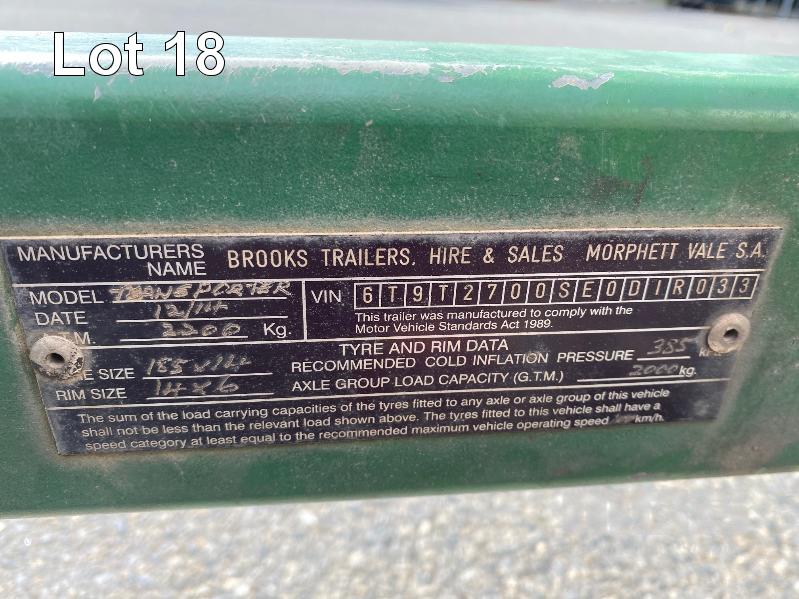 Lot 18
MANUFACTURERS NAME BROOKS TRAILERS, HIRE & SALES MORPHETT VALE S.A.
MODEL TRANSPORTER VIN 6T9T2700SE0DIR033
DATE 12/14 This trailer was manufactured to comply with the
Motor Vehicle Standards Act 1989.
M. 2200 Kg.
TYRE AND RIM DATA
E SIZE 185 x 14 RECOMMENDED COLD INFLATION PRESSURE 385
RIM SIZE 14 x 6 AXLE GROUP LOAD CAPACITY (G.T.M.) 2000 kg.
The sum of the load carrying capacities of the tyres fitted to any axle or axle group of this vehicle
shall not be less than the relevant load shown above. The tyres fitted to this vehicle shall have a
speed category at least equal to the recommended maximum vehicle operating speed km/h.